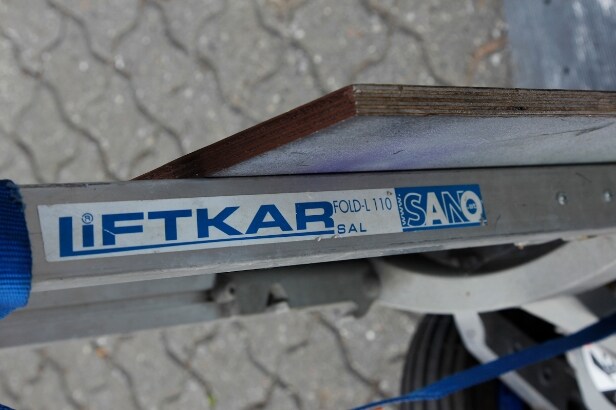 LiFTKAR®
FOLD-L 110
SAL
SANO